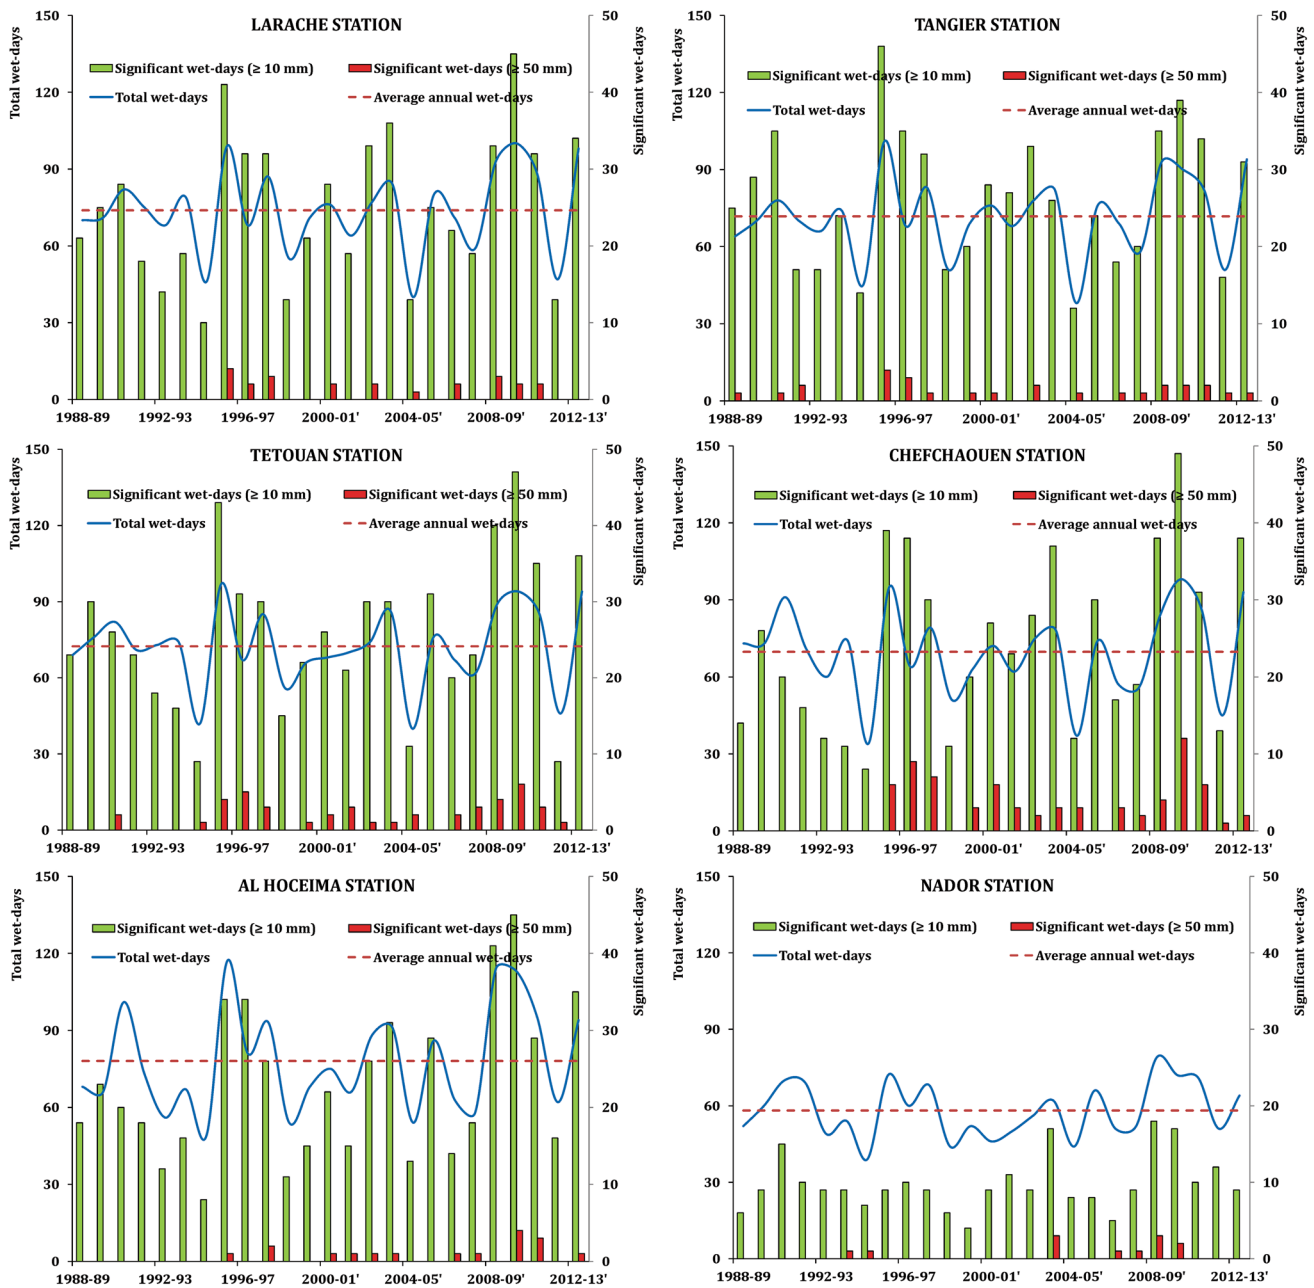 LARACHE STATION
Significant wet-days (≥ 10 mm)
Significant wet-days (≥ 50 mm)
Total wet-days
Average annual wet-days
Total wet-days
Significant wet-days
150
120
90
60
30
0
50
40
30
20
10
0
1988-89 1992-93 1996-97 2000-01' 2004-05' 2008-09' 2012-13'
TANGIER STATION
Significant wet-days (≥ 10 mm)
Significant wet-days (≥ 50 mm)
Total wet-days
Average annual wet-days
Total wet-days
Significant wet-days
150
120
90
60
30
0
50
40
30
20
10
0
1988-89 1992-93 1996-97 2000-01' 2004-05' 2008-09' 2012-13'
TETOUAN STATION
Significant wet-days (≥ 10 mm)
Significant wet-days (≥ 50 mm)
Total wet-days
Average annual wet-days
Total wet-days
Significant wet-days
150
120
90
60
30
0
50
40
30
20
10
0
1988-89 1992-93 1996-97 2000-01' 2004-05' 2008-09' 2012-13'
CHEFCHAOUEN STATION
Significant wet-days (≥ 10 mm)
Significant wet-days (≥ 50 mm)
Total wet-days
Average annual wet-days
Total wet-days
Significant wet-days
150
120
90
60
30
0
50
40
30
20
10
0
1988-89 1992-93 1996-97 2000-01' 2004-05' 2008-09' 2012-13'
AL HOCEIMA STATION
Significant wet-days (≥ 10 mm)
Significant wet-days (≥ 50 mm)
Total wet-days
Average annual wet-days
Total wet-days
Significant wet-days
150
120
90
60
30
0
50
40
30
20
10
0
1988-89 1992-93 1996-97 2000-01' 2004-05' 2008-09' 2012-13'
NADOR STATION
Significant wet-days (≥ 10 mm)
Significant wet-days (≥ 50 mm)
Total wet-days
Average annual wet-days
Total wet-days
Significant wet-days
150
120
90
60
30
0
50
40
30
20
10
0
1988-89 1992-93 1996-97 2000-01' 2004-05' 2008-09' 2012-13'